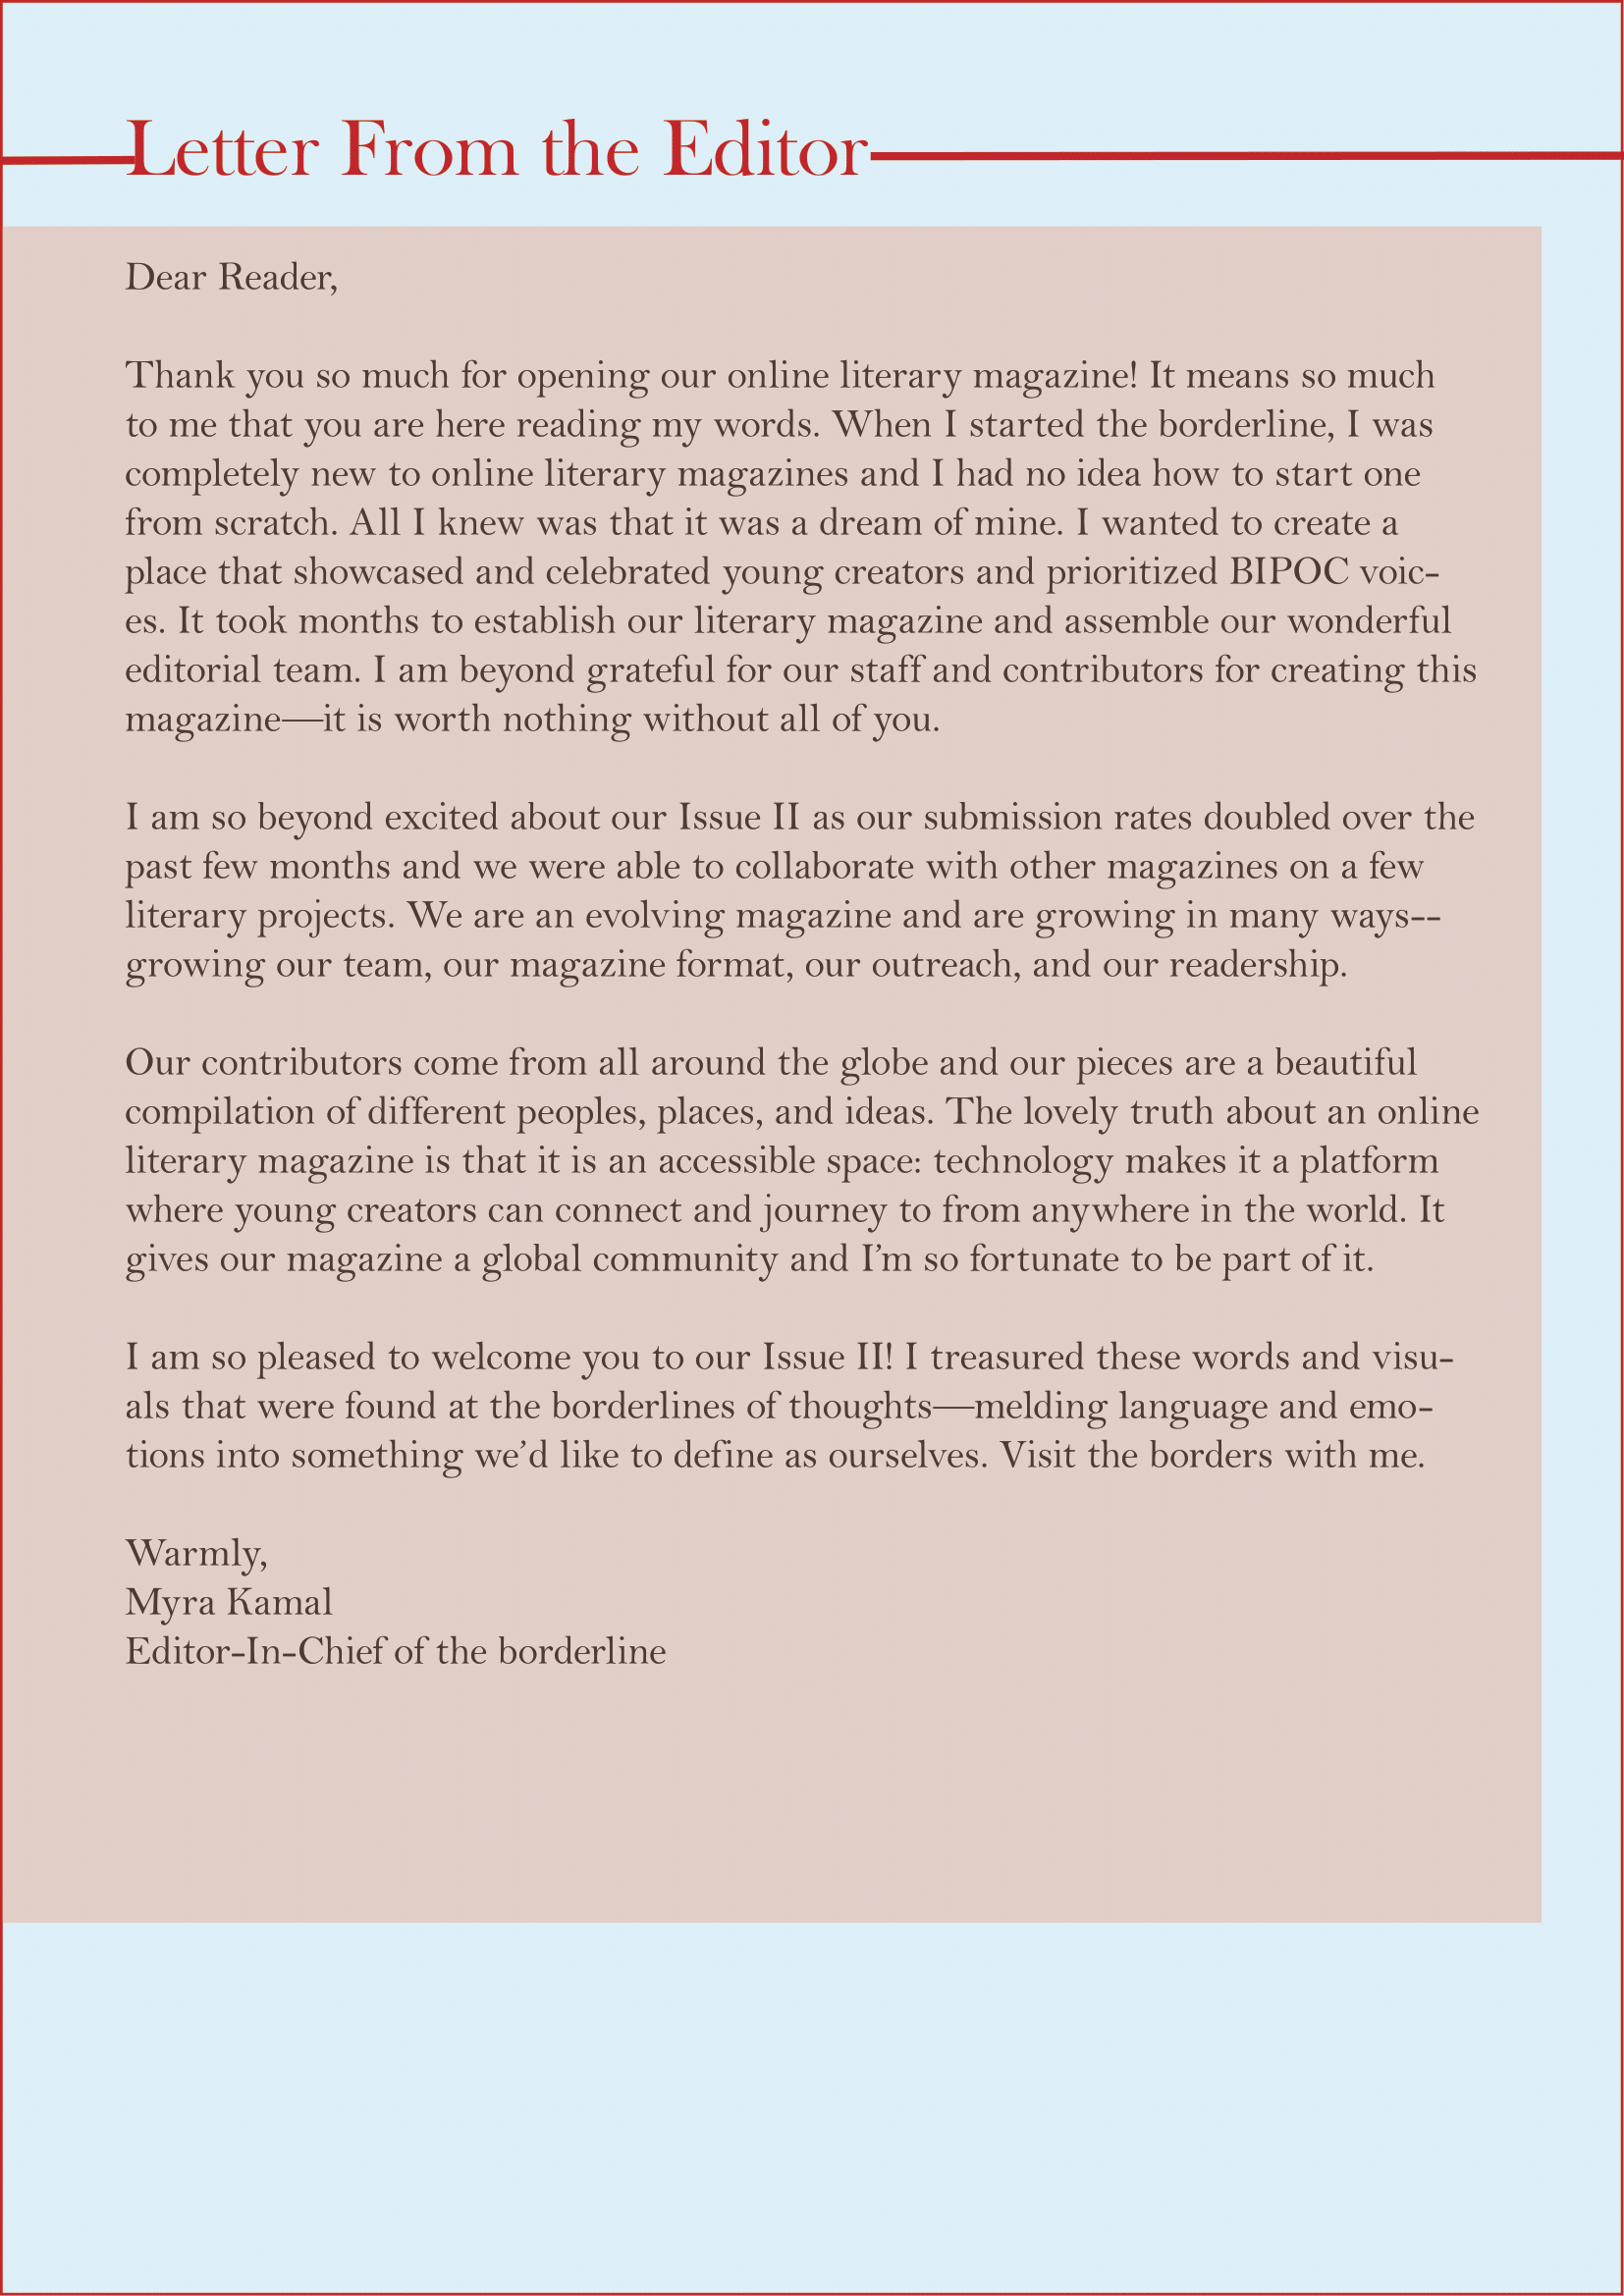 Letter From the Editor
Dear Reader,
Thank you so much for opening our online literary magazine! It means so much
to me that you are here reading my words. When I started the borderline, I was
completely new to online literary magazines and I had no idea how to start one
from scratch. All I knew was that it was a dream of mine. I wanted to create a
place that showcased and celebrated young creators and prioritized BIPOC voic-
es. It took months to establish our literary magazine and assemble our wonderful
editorial team. I am beyond grateful for our staff and contributors for creating this
magazine—it is worth nothing without all of you.
I am so beyond excited about our Issue II as our submission rates doubled over the
past few months and we were able to collaborate with other magazines on a few
literary projects. We are an evolving magazine and are growing in many ways--
growing our team, our magazine format, our outreach, and our readership.
Our contributors come from all around the globe and our pieces are a beautiful
compilation of different peoples, places, and ideas. The lovely truth about an online
literary magazine is that it is an accessible space: technology makes it a platform
where young creators can connect and journey to from anywhere in the world. It
gives our magazine a global community and I’m so fortunate to be part of it.
I am so pleased to welcome you to our Issue II! I treasured these words and visu-
als that were found at the borderlines of thoughts—melding language and emo-
tions into something we’d like to define as ourselves. Visit the borders with me.
Warmly,
Myra Kamal
Editor-In-Chief of the borderline